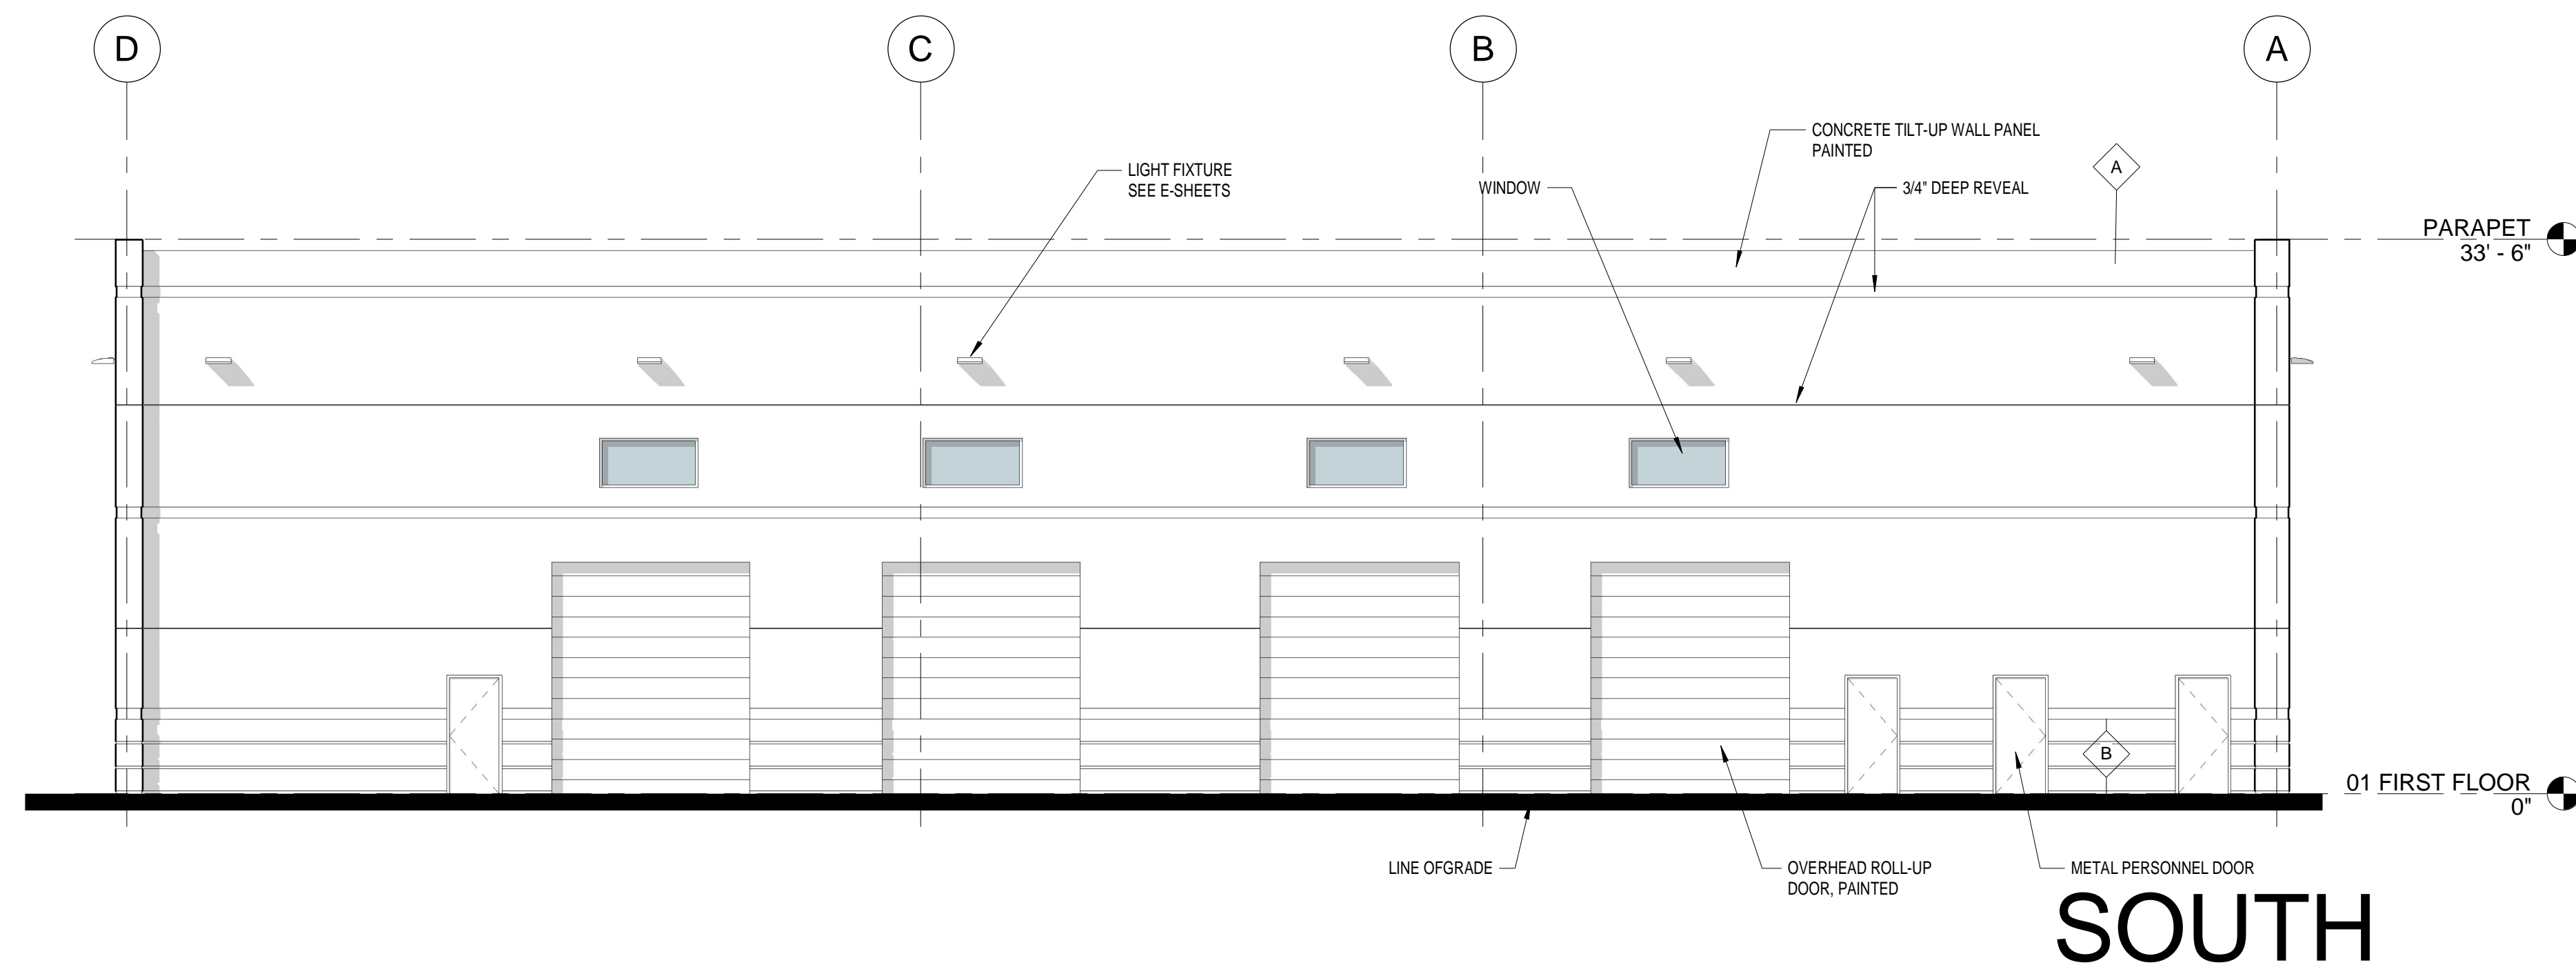 D
C
B
A
CONCRETE TILT-UP WALL PANEL
PAINTED
LIGHT FIXTURE
SEE E-SHEETS
A
WINDOW
3/4" DEEP REVEAL
PARAPET
33' - 6"
B
01 FIRST FLOOR
0"
LINE OFGRADE
OVERHEAD ROLL-UP
DOOR, PAINTED
METAL PERSONNEL DOOR
SOUTH